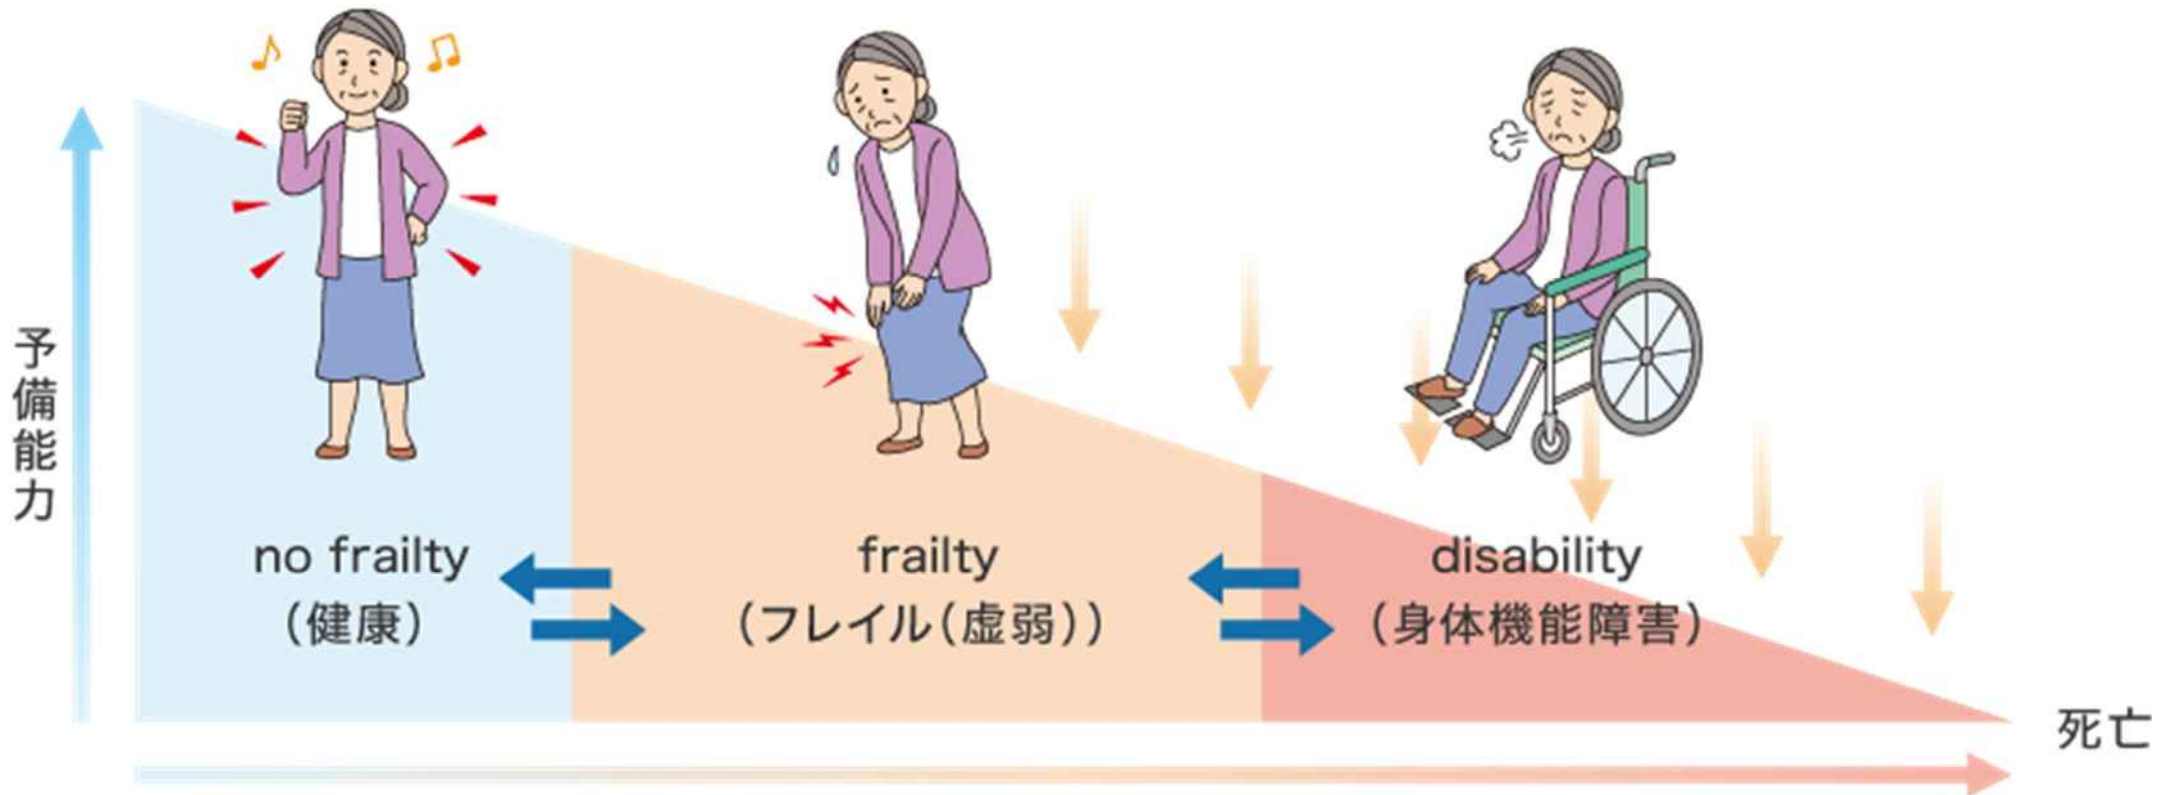 予備能力
no frailty
（健康）
frailty
（フレイル（虚弱））
disability
（身体機能障害）
死亡